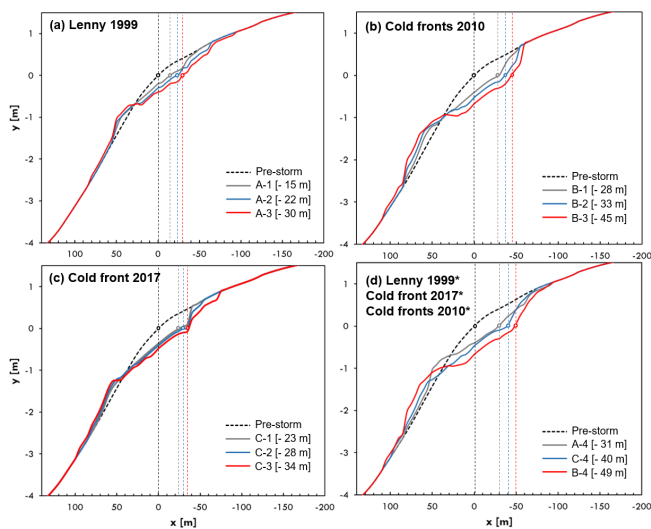 (a) Lenny 1999
y [m]
1
0
-1
-2
-3
-4
Pre-storm
A-1 [- 15 m]
A-2 [- 22 m]
A-3 [- 30 m]
100 50 0 -50 -100 -150 -200
(b) Cold fronts 2010
y [m]
1
0
-1
-2
-3
-4
Pre-storm
B-1 [- 28 m]
B-2 [- 33 m]
B-3 [- 45 m]
100 50 0 -50 -100 -150 -200
(c) Cold front 2017
y [m]
1
0
-1
-2
-3
-4
Pre-storm
C-1 [- 23 m]
C-2 [- 28 m]
C-3 [- 34 m]
100 50 0 -50 -100 -150 -200
x [m]
(d) Lenny 1999*
Cold front 2017*
Cold fronts 2010*
y [m]
1
0
-1
-2
-3
-4
Pre-storm
A-4 [- 31 m]
C-4 [- 40 m]
B-4 [- 49 m]
100 50 0 -50 -100 -150 -200
x [m]